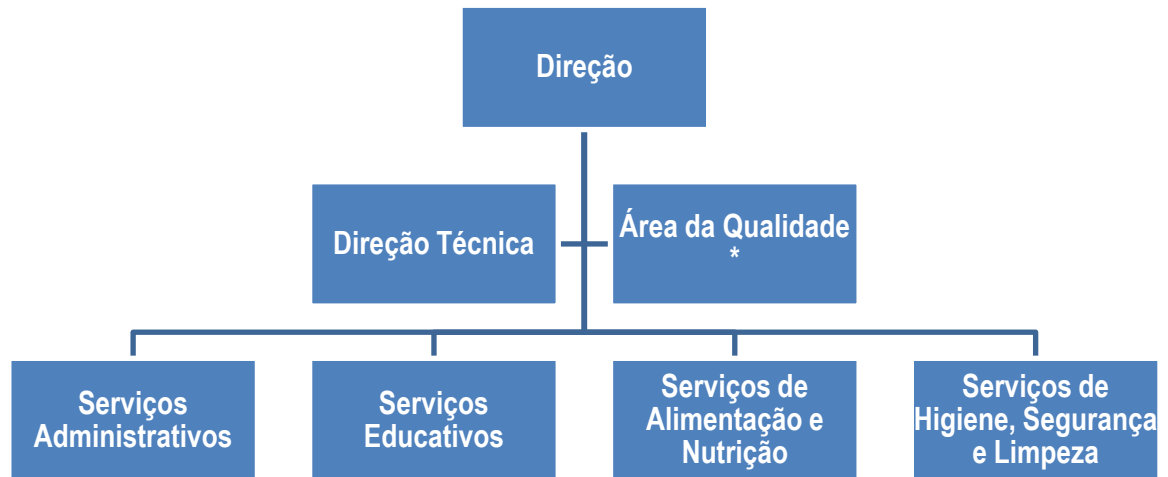 Direção
Direção Técnica
Área da Qualidade
*
Serviços
Administrativos
Serviços
Educativos
Serviços de
Alimentação e
Nutrição
Serviços de
Higiene, Segurança
e Limpeza